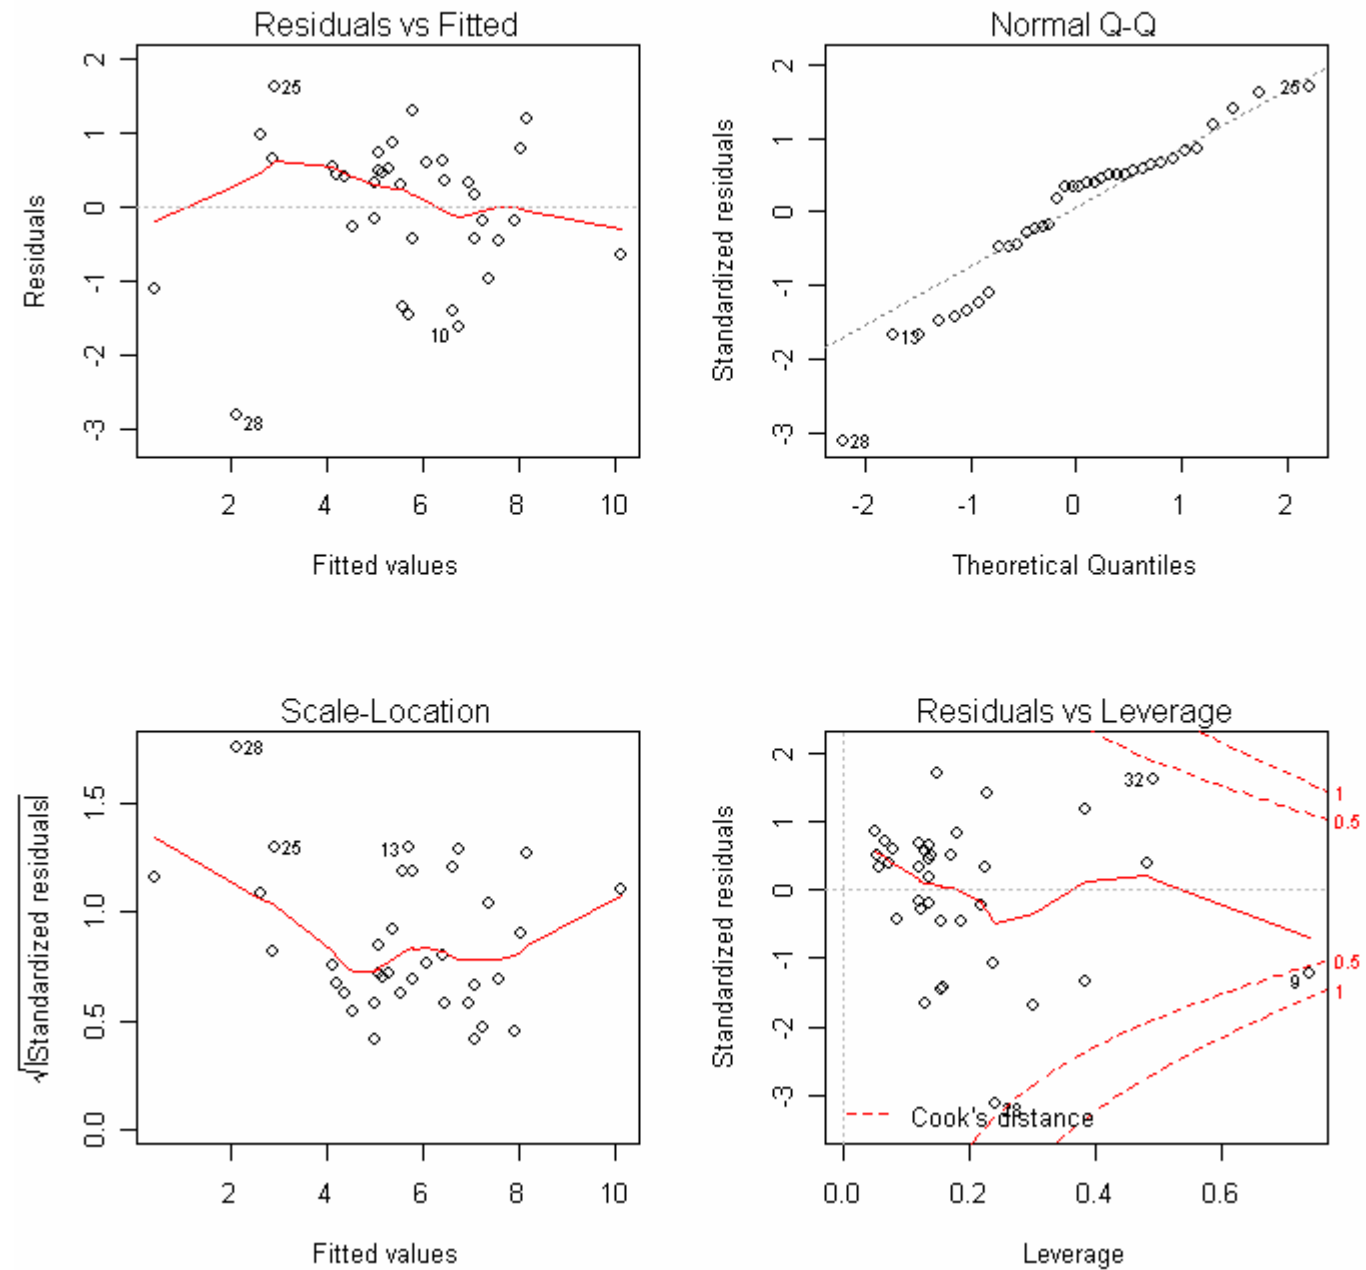 Residuals vs Fitted
2
1
0
-1
-2
-3
Residuals
25
10
28
2 4 6 8 10
Fitted values
Normal Q-Q
2
1
0
-1
-2
-3
Standardized residuals
25
13
28
-2 -1 0 1 2
Theoretical Quantiles
Scale-Location
1.5
1.0
0.5
0.0
√|Standardized residuals|
28
25
13
2 4 6 8 10
Fitted values
Residuals vs Leverage
2
1
0
-1
-2
-3
Standardized residuals
32
1
0.5
0.5
9
1
28
Cook's distance
0.0 0.2 0.4 0.6
Leverage